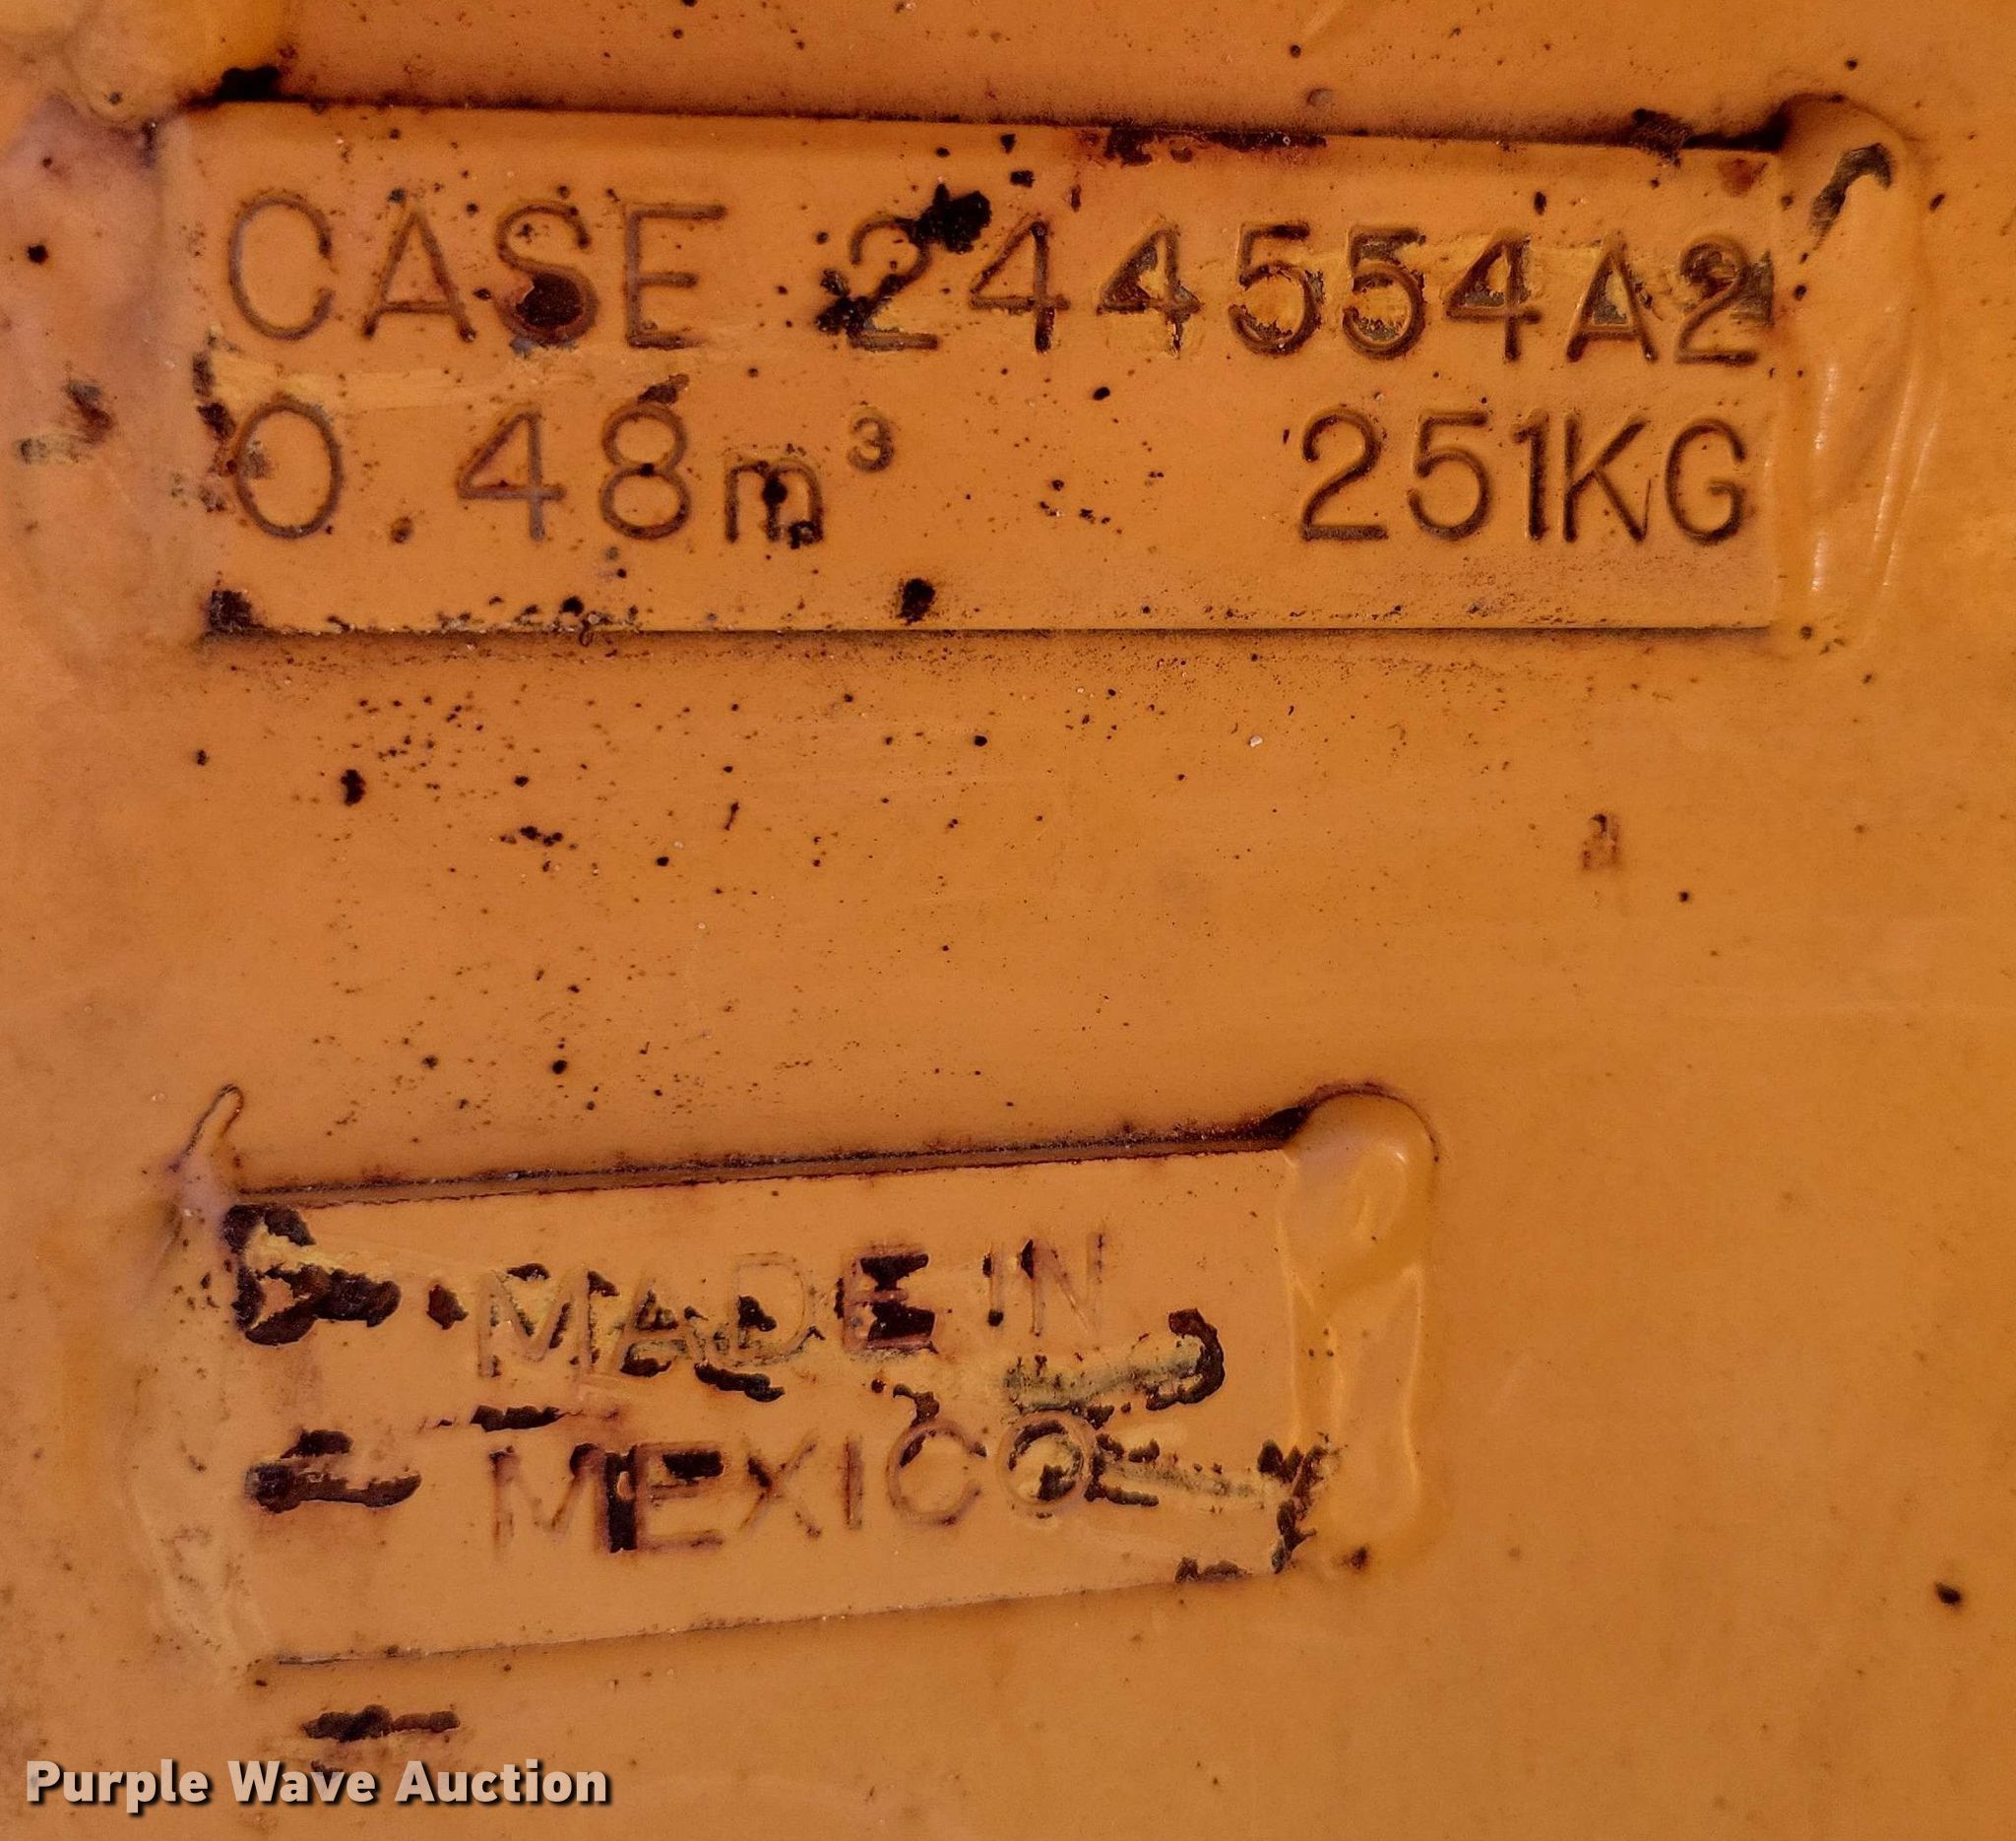 CASE 244554A2
0.48m³ 251KG
MADE IN
MEXICO
Purple Wave Auction